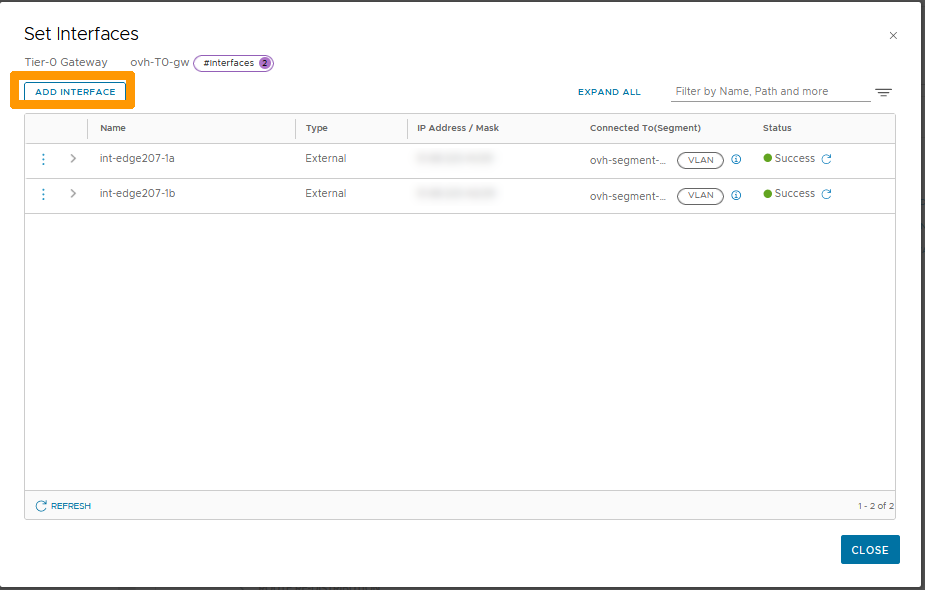 Set Interfaces
Tier-0 Gateway ovh-T0-gw #Interfaces 2
ADD INTERFACE EXPAND ALL Filter by Name, Path and more
Name Type IP Address / Mask Connected To(Segment) Status
int-edge207-1a External ovh-segment-... VLAN Success
int-edge207-1b External ovh-segment-... VLAN Success
REFRESH 1 - 2 of 2
CLOSE